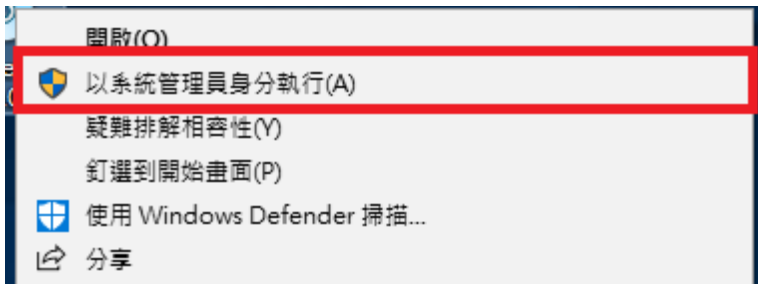 開啟(O)
以系統管理員身分執行(A)
疑難排解相容性(Y)
釘選到開始畫面(P)
使用 Windows Defender 掃描...
分享